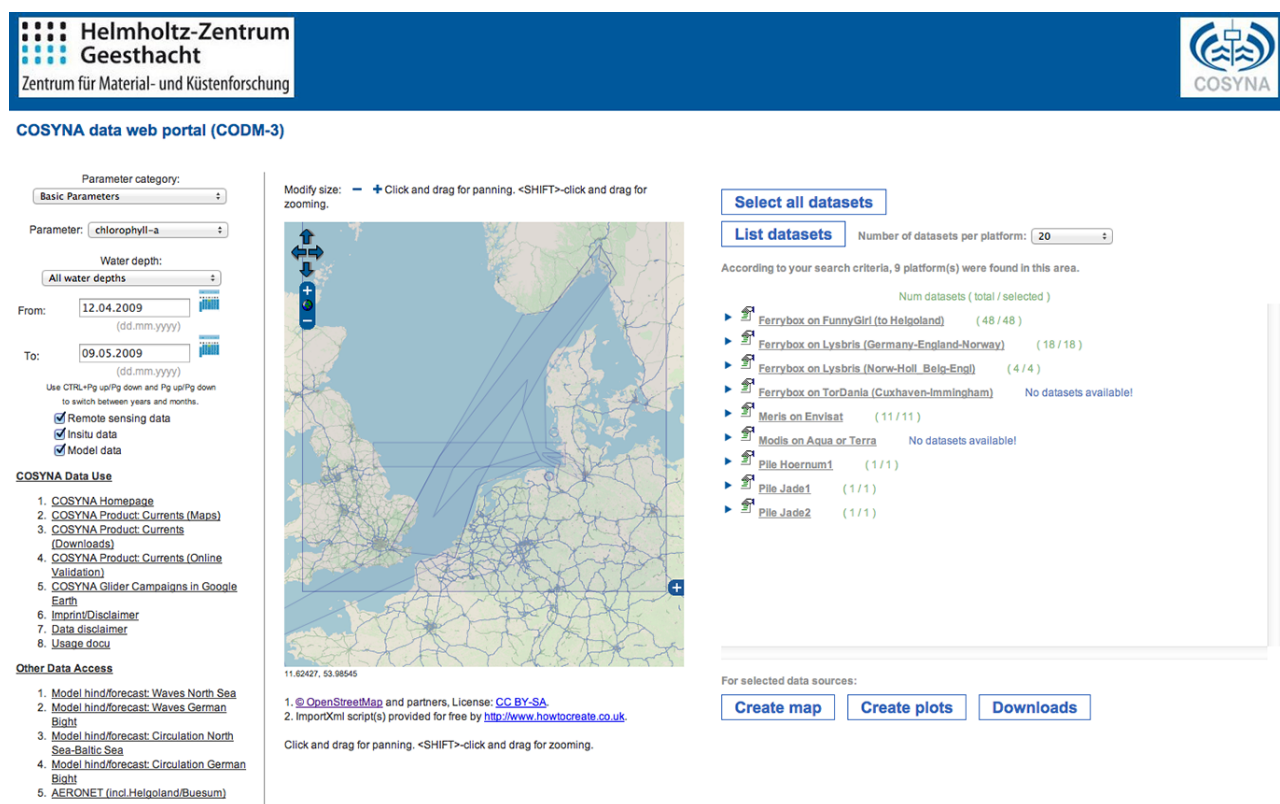 Helmholtz-Zentrum
Geesthacht
Zentrum für Material- und Küstenforschung
COSYNA
COSYNA data web portal (CODM-3)
Parameter category:
Basic Parameters
Parameter: chlorophyll-a
Water depth:
All water depths
From: 12.04.2009
(dd.mm.yyyy)
To: 09.05.2009
(dd.mm.yyyy)
Use CTRL+Pg up/Pg down and Pg up/Pg down
to switch between years and months.
Remote sensing data
Insitu data
Model data
COSYNA Data Use
1. COSYNA Homepage
2. COSYNA Product: Currents (Maps)
3. COSYNA Product: Currents
(Downloads)
4. COSYNA Product: Currents (Online
Validation)
5. COSYNA Glider Campaigns in Google
Earth
6. Imprint/Disclaimer
7. Data disclaimer
8. Usage docu
Other Data Access
1. Model hind/forecast: Waves North Sea
2. Model hind/forecast: Waves German
Bight
3. Model hind/forecast: Circulation North
Sea-Baltic Sea
4. Model hind/forecast: Circulation German
Bight
5. AERONET (incl.Helgoland/Buesum)
Modify size: − + Click and drag for panning. <SHIFT>-click and drag for
zooming.
11.62427, 53.98545
1. © OpenStreetMap and partners, License: CC BY-SA.
2. ImportXml script(s) provided for free by http://www.howtocreate.co.uk.
Click and drag for panning. <SHIFT>-click and drag for zooming.
Select all datasets
List datasets Number of datasets per platform: 20
According to your search criteria, 9 platform(s) were found in this area.
Num datasets ( total / selected )
Ferrybox on FunnyGirl (to Helgoland) ( 48 / 48 )
Ferrybox on Lysbris (Germany-England-Norway) ( 18 / 18 )
Ferrybox on Lysbris (Norw-Holl_Belg-Engl) ( 4 / 4 )
Ferrybox on TorDania (Cuxhaven-Immingham) No datasets available!
Meris on Envisat ( 11 / 11 )
Modis on Aqua or Terra No datasets available!
Pile Hoernum1 ( 1 / 1 )
Pile Jade1 ( 1 / 1 )
Pile Jade2 ( 1 / 1 )
For selected data sources:
Create map Create plots Downloads